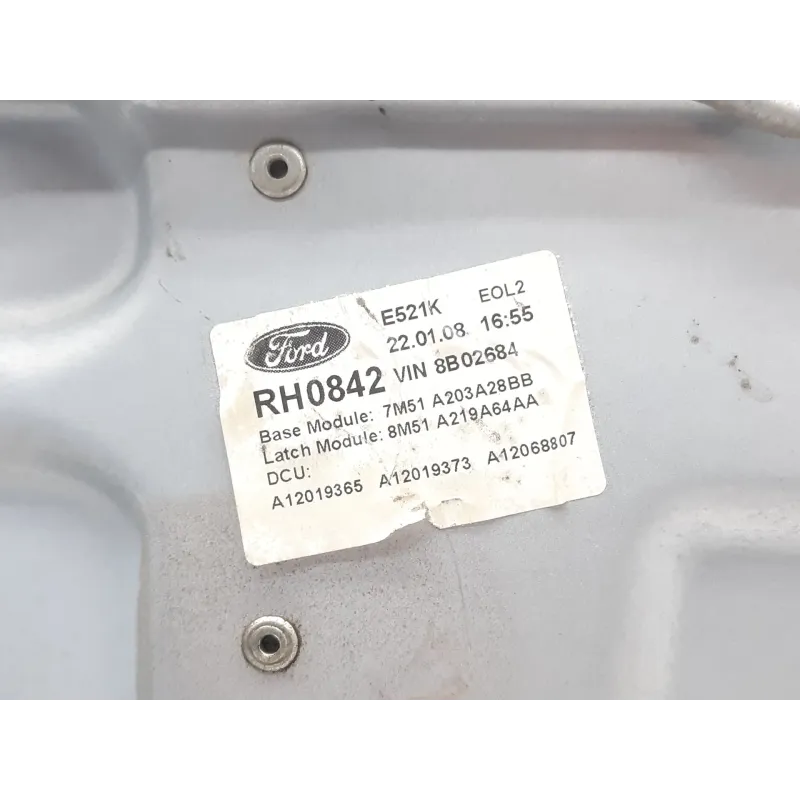 E521K EOL2
Ford 22.01.08 16:55
RH0842 VIN 8B02684
Base Module: 7M51 A203A28BB
Latch Module: 8M51 A219A64AA
DCU:
A12019365 A12019373 A12068807